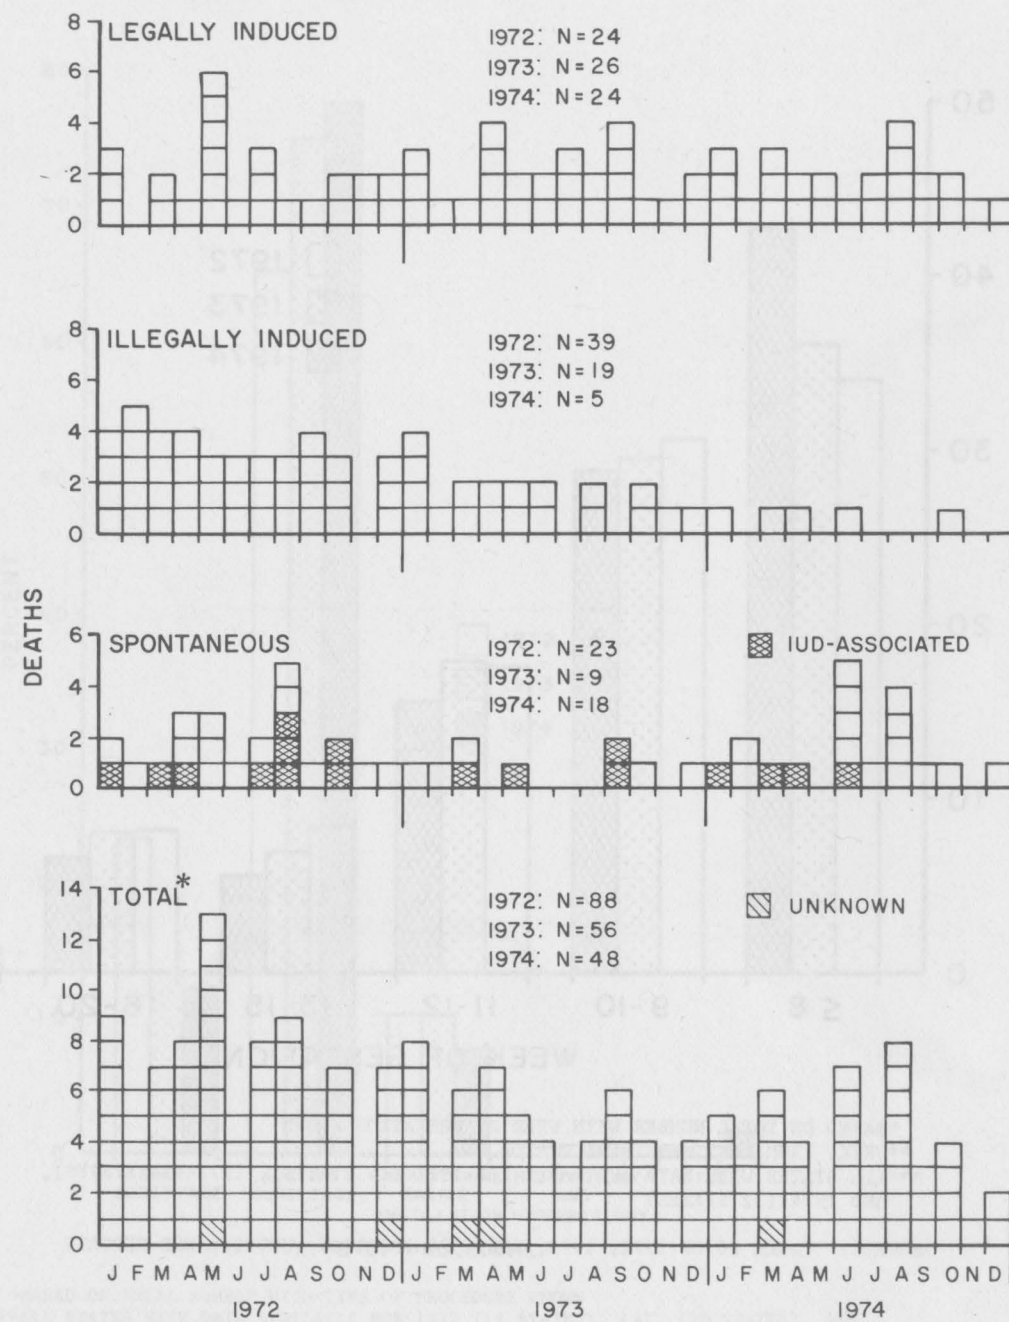 LEGALLY INDUCED
1972: N=24
1973: N=26
1974: N=24
8
6
4
2
0
ILLEGALLY INDUCED
1972: N=39
1973: N=19
1974: N=5
8
6
4
2
0
DEATHS
SPONTANEOUS
1972: N=23
1973: N=9
1974: N=18
IUD-ASSOCIATED
6
4
2
0
TOTAL*
1972: N=88
1973: N=56
1974: N=48
UNKNOWN
14
12
10
8
6
4
2
0
J F M A M J J A S O N D J F M A M J J A S O N D J F M A M J J A S O N D
1972 1973 1974